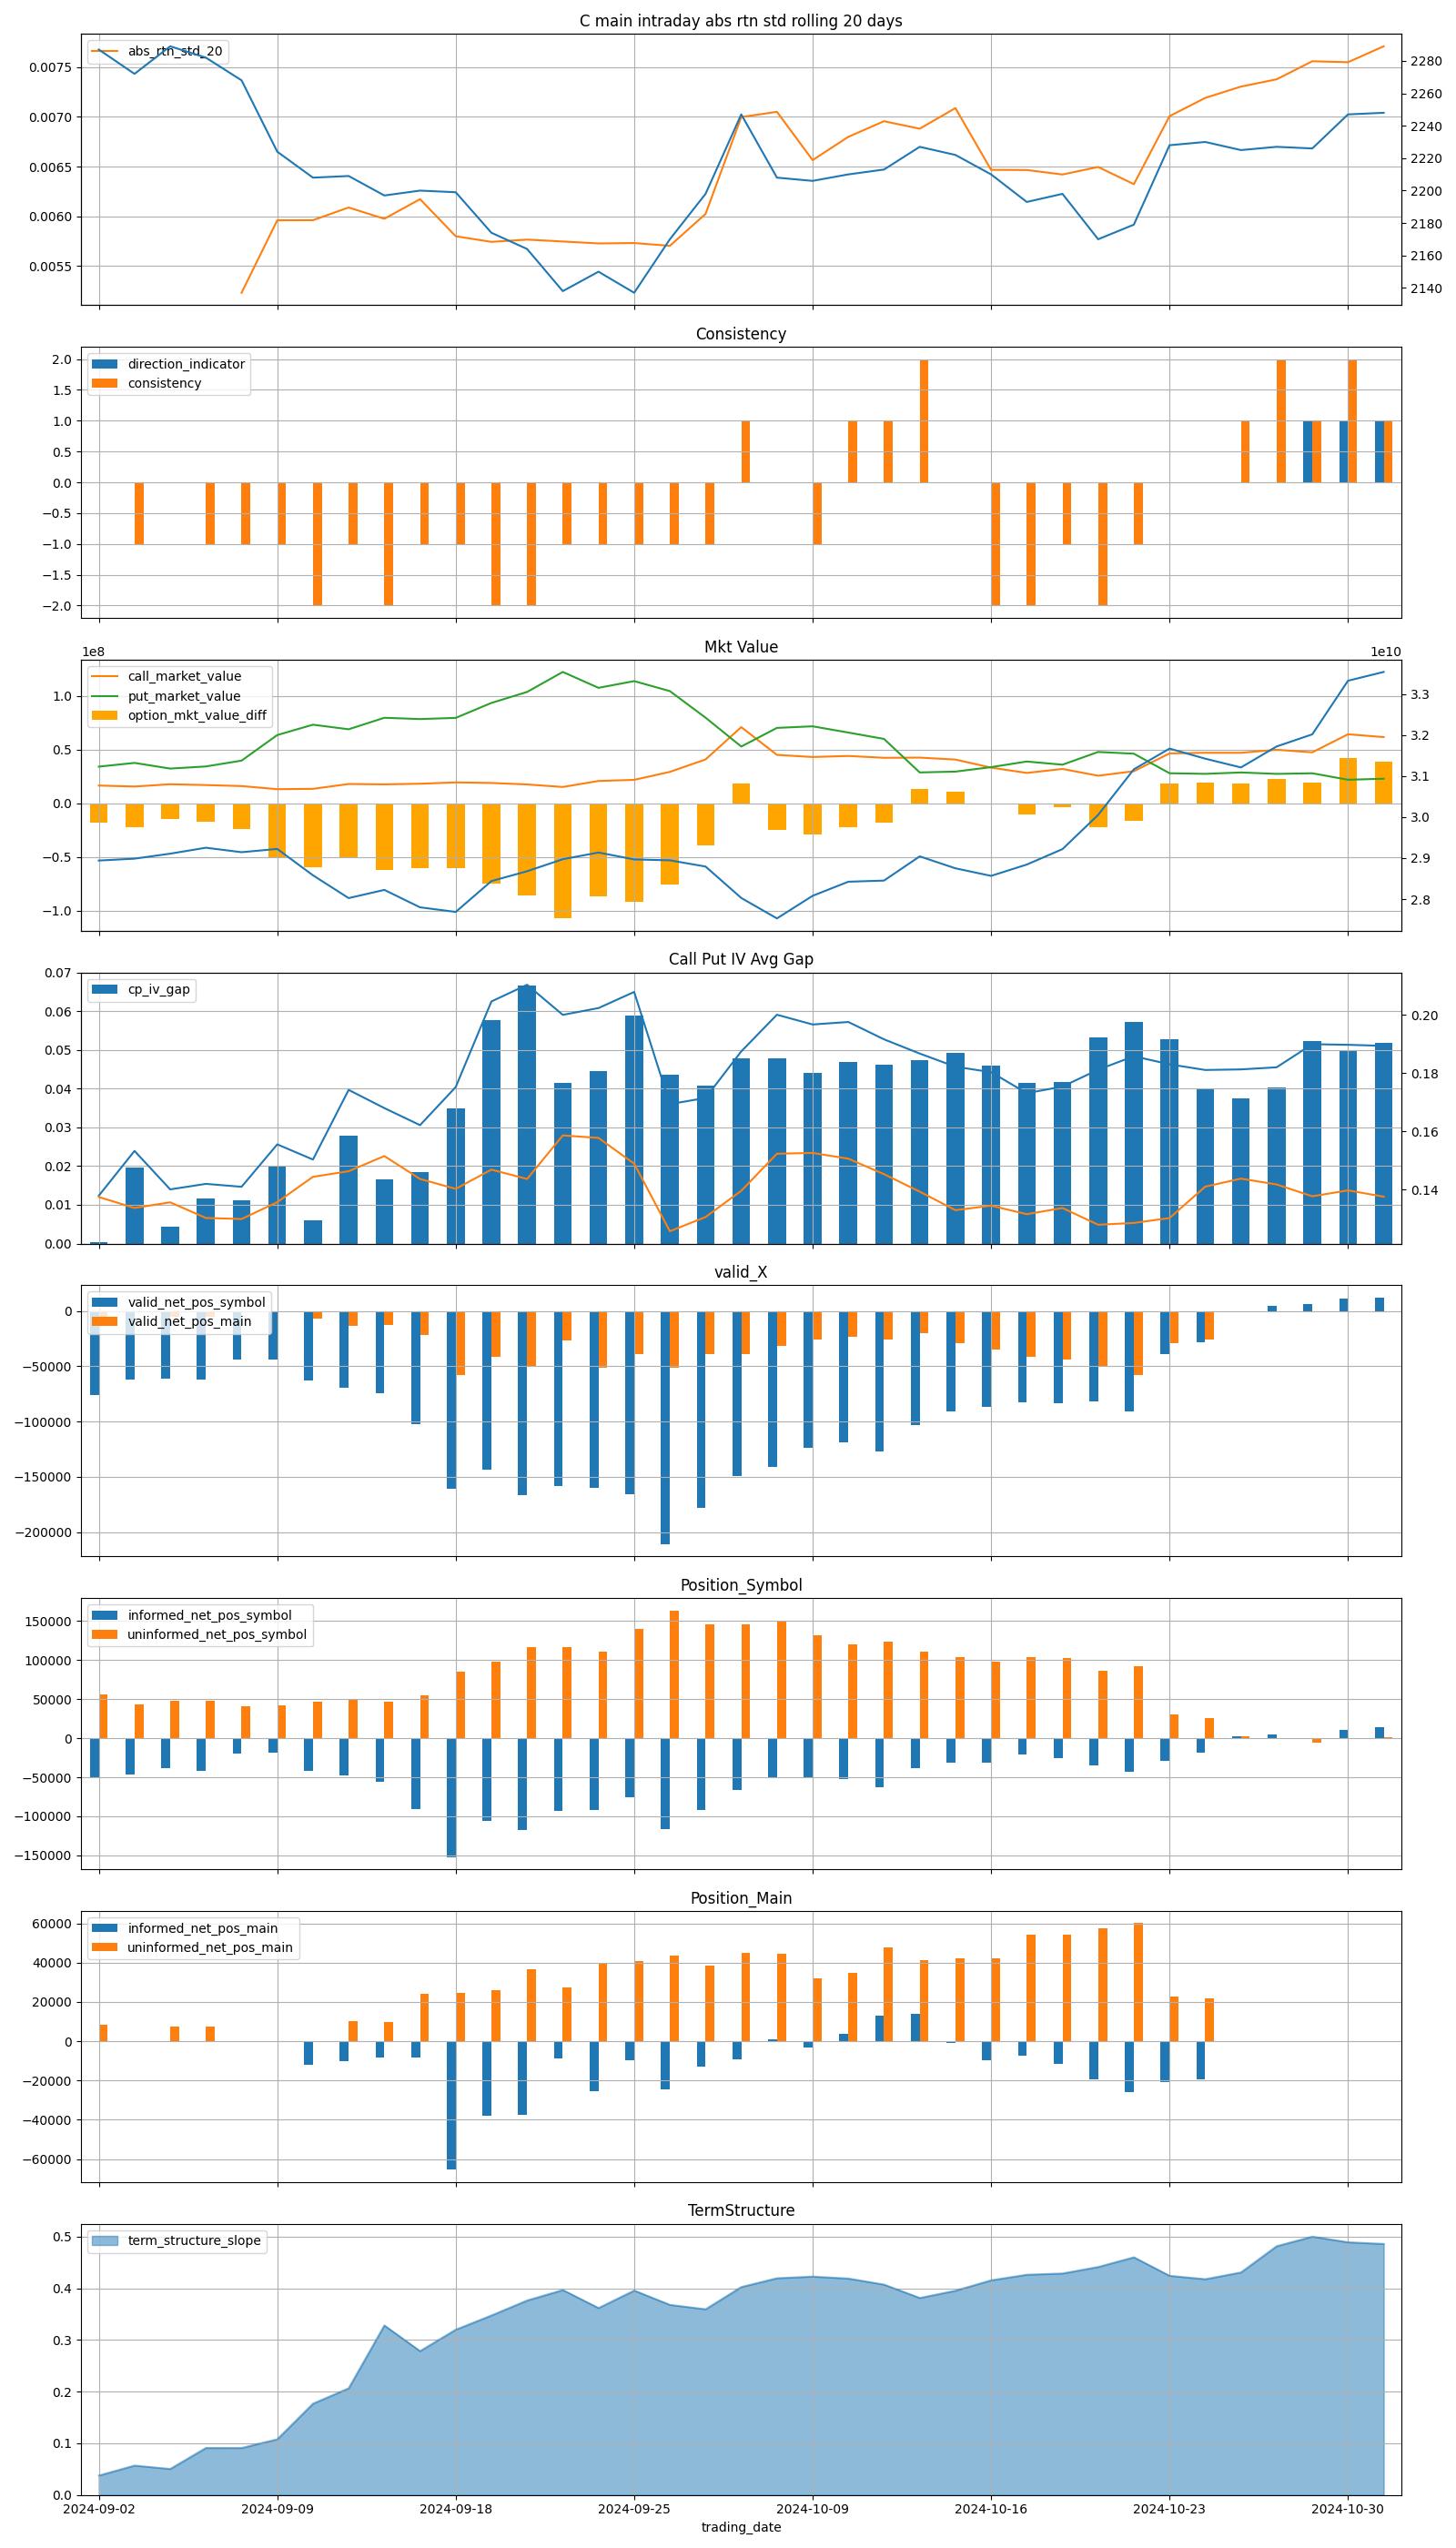 C main intraday abs rtn std rolling 20 days
abs_rtn_std_20
0.0075
0.0070
0.0065
0.0060
0.0055
2280
2260
2240
2220
2200
2180
2160
2140
Consistency
direction_indicator
consistency
2.0
1.5
1.0
0.5
0.0
−0.5
−1.0
−1.5
−2.0
Mkt Value
1e8
1e10
call_market_value
put_market_value
option_mkt_value_diff
1.0
0.5
0.0
−0.5
−1.0
3.3
3.2
3.1
3.0
2.9
2.8
Call Put IV Avg Gap
cp_iv_gap
0.07
0.06
0.05
0.04
0.03
0.02
0.01
0.00
0.20
0.18
0.16
0.14
valid_X
valid_net_pos_symbol
valid_net_pos_main
0
−50000
−100000
−150000
−200000
Position_Symbol
informed_net_pos_symbol
uninformed_net_pos_symbol
150000
100000
50000
0
−50000
−100000
−150000
Position_Main
informed_net_pos_main
uninformed_net_pos_main
60000
40000
20000
0
−20000
−40000
−60000
TermStructure
term_structure_slope
0.5
0.4
0.3
0.2
0.1
0.0
2024-09-02 2024-09-09 2024-09-18 2024-09-25 2024-10-09 2024-10-16 2024-10-23 2024-10-30
trading_date